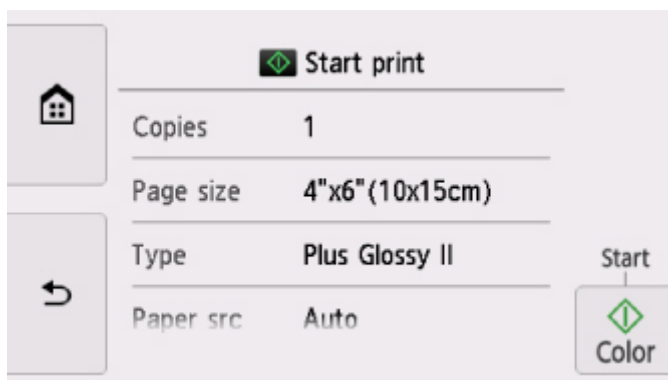 Start print
Copies 1
Page size 4"x6"(10x15cm)
Type Plus Glossy II
Paper src Auto
Start
Color